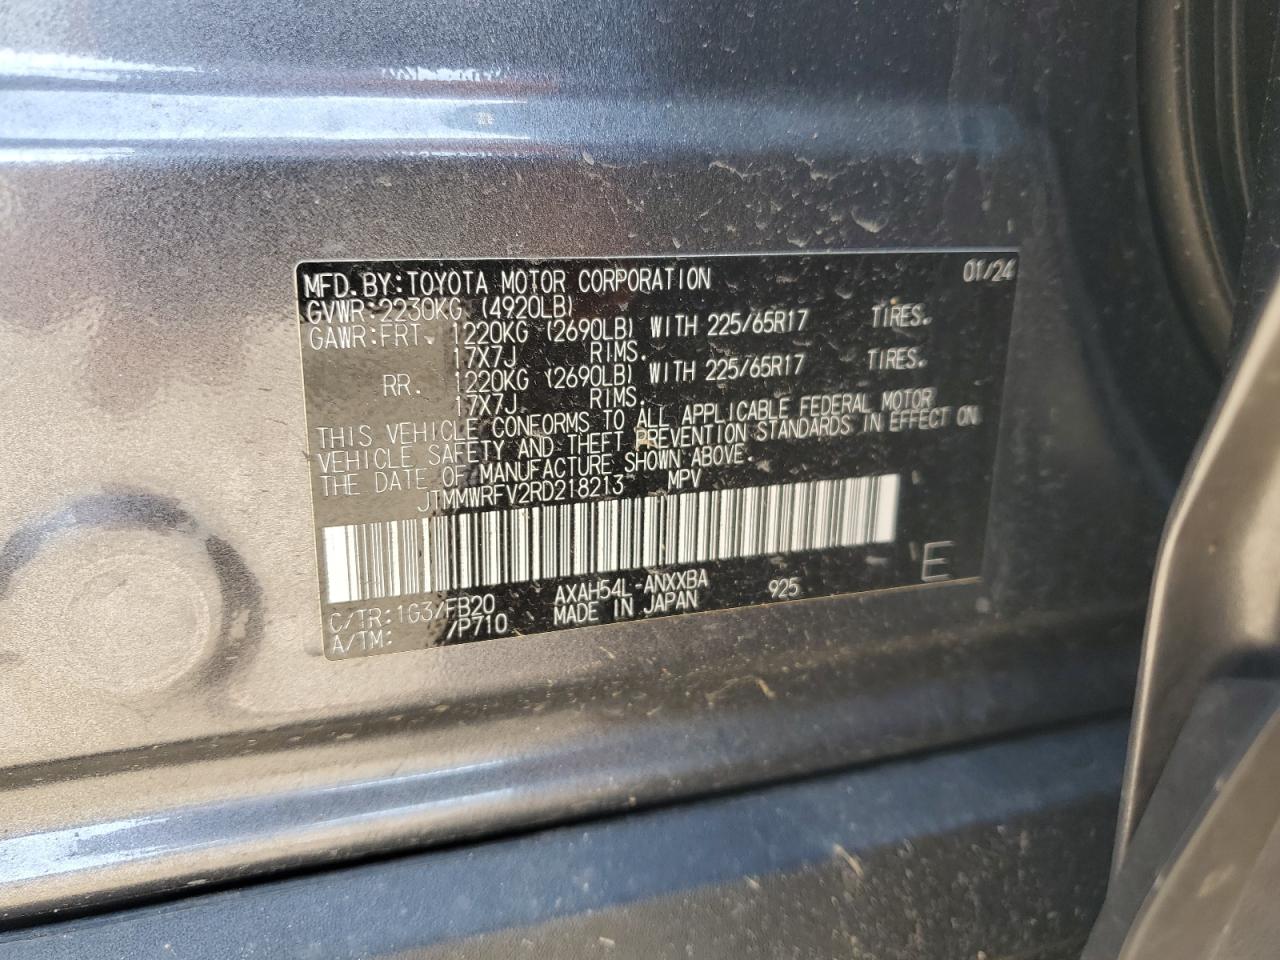 MFD.BY:TOYOTA MOTOR CORPORATION 01/24
GVWR:2230KG (4920LB)
GAWR:FRT. 1220KG (2690LB) WITH 225/65R17 TIRES.
17X7J RIMS.
RR. 1220KG (2690LB) WITH 225/65R17 TIRES.
17X7J RIMS.
THIS VEHICLE CONFORMS TO ALL APPLICABLE FEDERAL MOTOR
VEHICLE SAFETY AND THEFT PREVENTION STANDARDS IN EFFECT ON
THE DATE OF MANUFACTURE SHOWN ABOVE.
JTMMWRFV2RD218213 MPV
C/TR:1G3/FB20 AXAH54L-ANXXBA 925 E
A/TM: /P710 MADE IN JAPAN